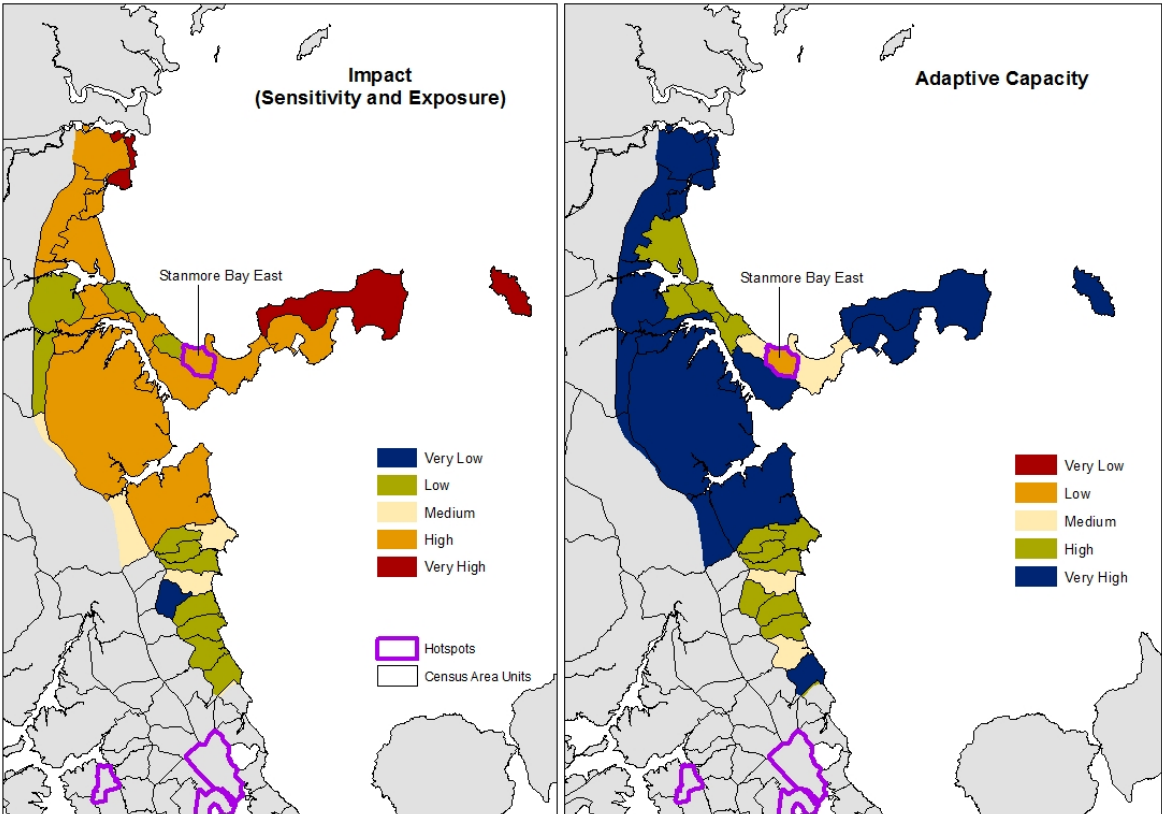 Impact
(Sensitivity and Exposure)
Stanmore Bay East
Very Low
Low
Medium
High
Very High
Hotspots
Census Area Units
Adaptive Capacity
Stanmore Bay East
Very Low
Low
Medium
High
Very High